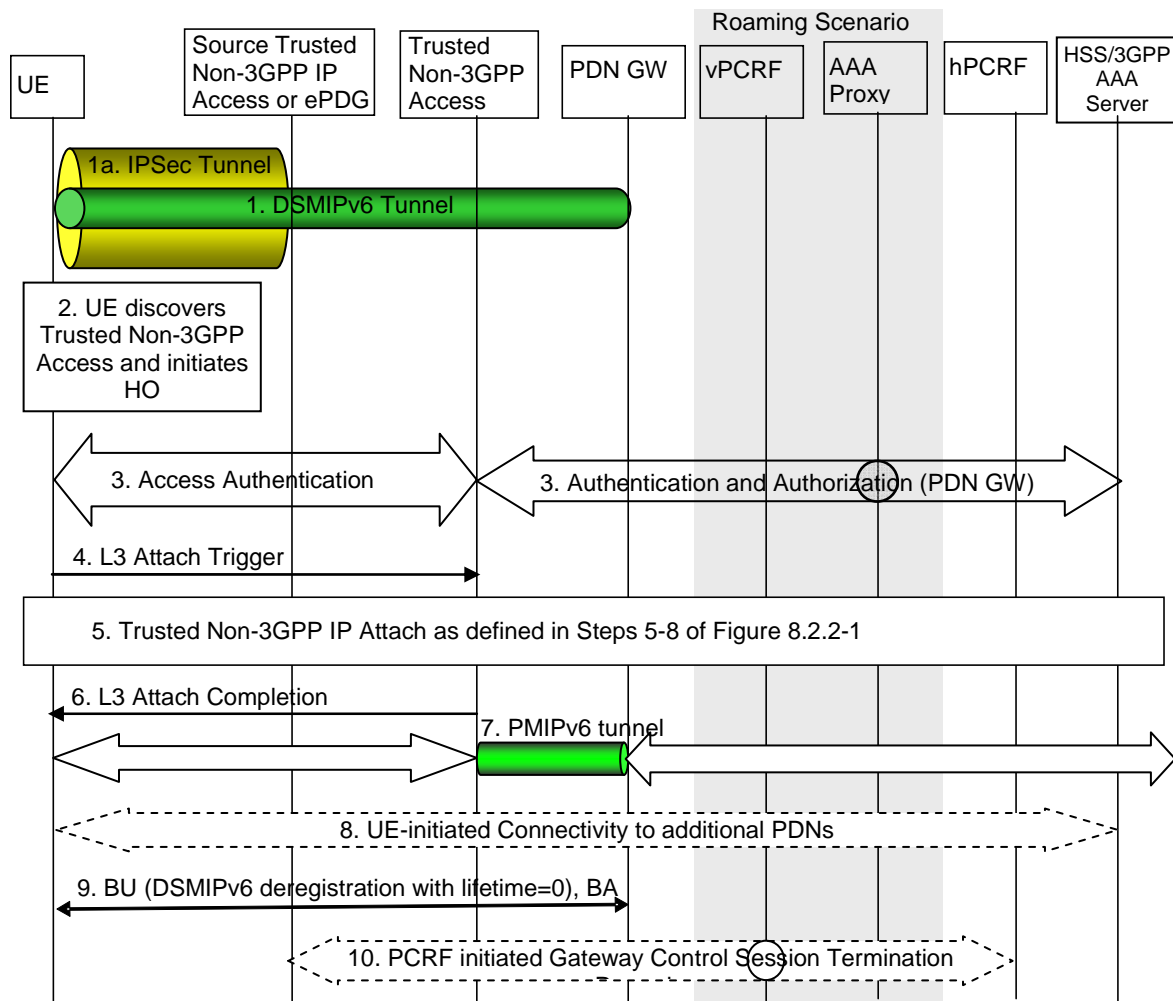 Roaming Scenario
UE
Source Trusted
Non-3GPP IP
Access or ePDG
Trusted
Non-3GPP
Access
PDN GW
vPCRF
AAA
Proxy
hPCRF
HSS/3GPP
AAA
Server
1a. IPSec Tunnel
1. DSMIPv6 Tunnel
2. UE discovers
Trusted Non-3GPP
Access and initiates
HO
3. Access Authentication
3. Authentication and Authorization (PDN GW)
4. L3 Attach Trigger
5. Trusted Non-3GPP IP Attach as defined in Steps 5-8 of Figure 8.2.2-1
6. L3 Attach Completion
7. PMIPv6 tunnel
8. UE-initiated Connectivity to additional PDNs
9. BU (DSMIPv6 deregistration with lifetime=0), BA
10. PCRF initiated Gateway Control Session Termination